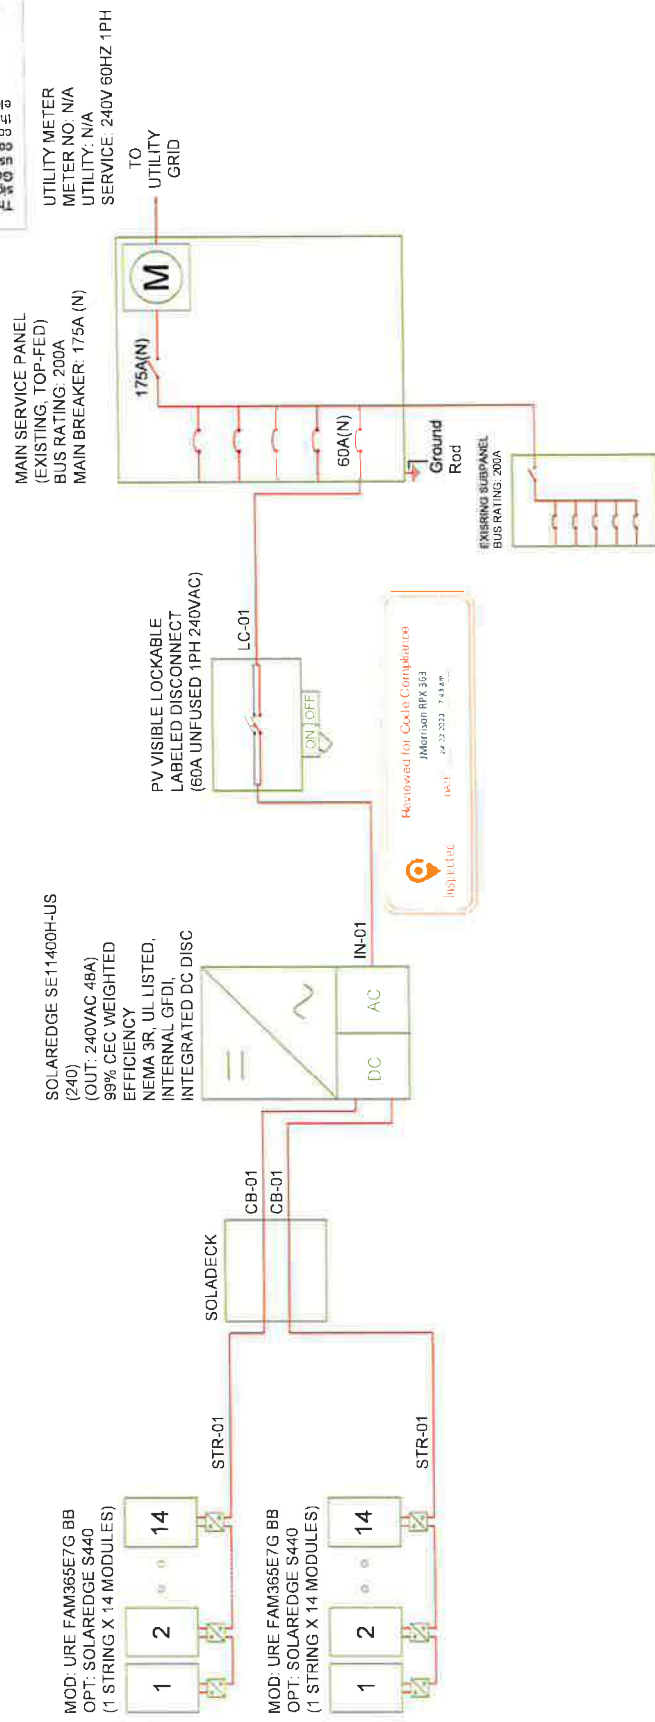 MOD: URE FAM365E7G BB
OPT: SOLAREDGE S440
(1 STRING X 14 MODULES)
1
2
14
STR-01
MOD: URE FAM365E7G BB
OPT: SOLAREDGE S440
(1 STRING X 14 MODULES)
1
2
14
STR-01
SOLADECK
CB-01
CB-01
SOLAREDGE SE11400H-US
(240)
(OUT: 240VAC 48A)
99% CEC WEIGHTED
EFFICIENCY
NEMA 3R, UL LISTED,
INTERNAL GFDI,
INTEGRATED DC DISC
DC
AC
IN-01
PV VISIBLE LOCKABLE
LABELED DISCONNECT
(60A UNFUSED 1PH 240VAC)
ON
OFF
LC-01
Reviewed for Code Compliance
JMorrison RPX 363
DATE
Inspected
MAIN SERVICE PANEL
(EXISTING, TOP-FED)
BUS RATING: 200A
MAIN BREAKER: 175A (N)
175A(N)
M
60A(N)
Ground
Rod
EXISRING SUBPANEL
BUS RATING: 200A
UTILITY METER
METER NO: N/A
UTILITY: N/A
SERVICE: 240V 60HZ 1PH
TO
UTILITY
GRID